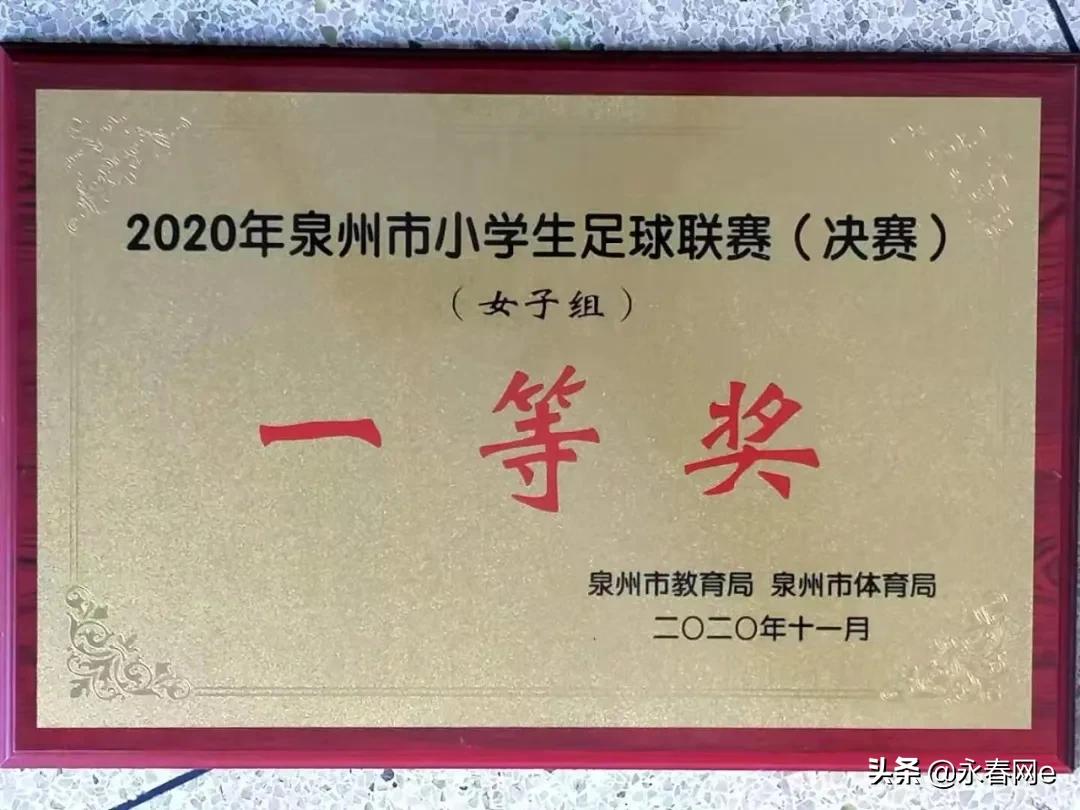 2020年泉州市小学生足球联赛（决赛）
（女子组）
一等奖
泉州市教育局 泉州市体育局
二〇二〇年十一月
头条 @永春网e